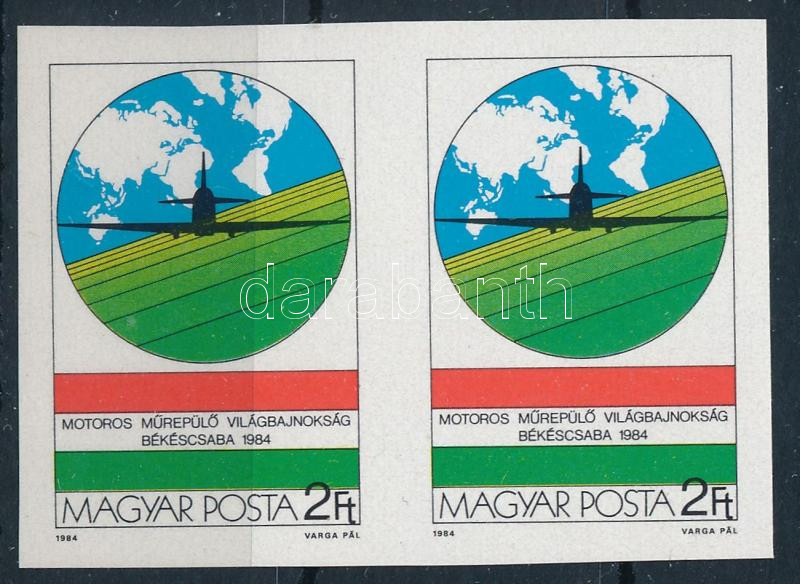 darabanth
MOTOROS MŰREPÜLŐ VILÁGBAJNOKSÁG
BÉKÉSCSABA 1984
MAGYAR POSTA 2Ft
1984 VARGA PÁL
MOTOROS MŰREPÜLŐ VILÁGBAJNOKSÁG
BÉKÉSCSABA 1984
MAGYAR POSTA 2Ft
1984 VARGA PÁL